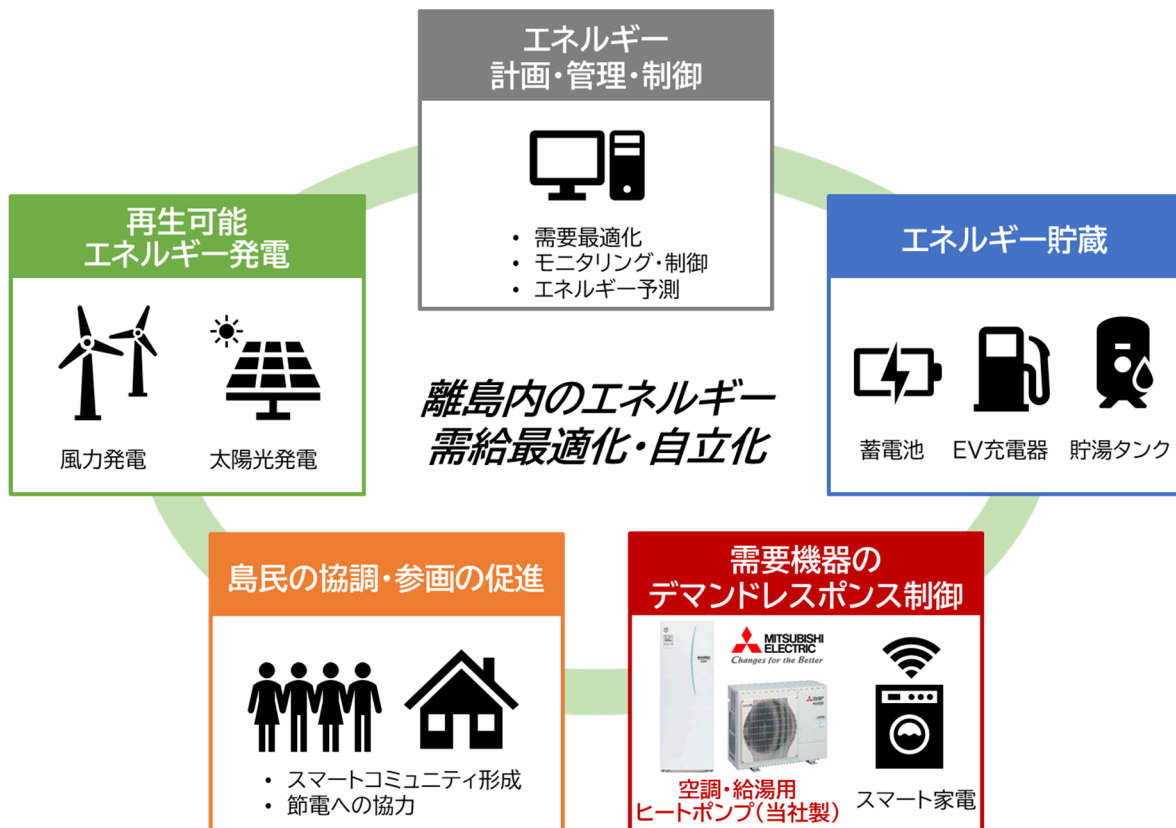 エネルギー
計画・管理・制御
・ 需要最適化
・ モニタリング・制御
・ エネルギー予測
再生可能
エネルギー発電
風力発電
太陽光発電
エネルギー貯蔵
蓄電池
EV充電器
貯湯タンク
離島内のエネルギー
需給最適化・自立化
島民の協調・参画の促進
・ スマートコミュニティ形成
・ 節電への協力
需要機器の
デマンドレスポンス制御
MITSUBISHI
ELECTRIC
Changes for the Better
空調・給湯用
ヒートポンプ(当社製)
スマート家電